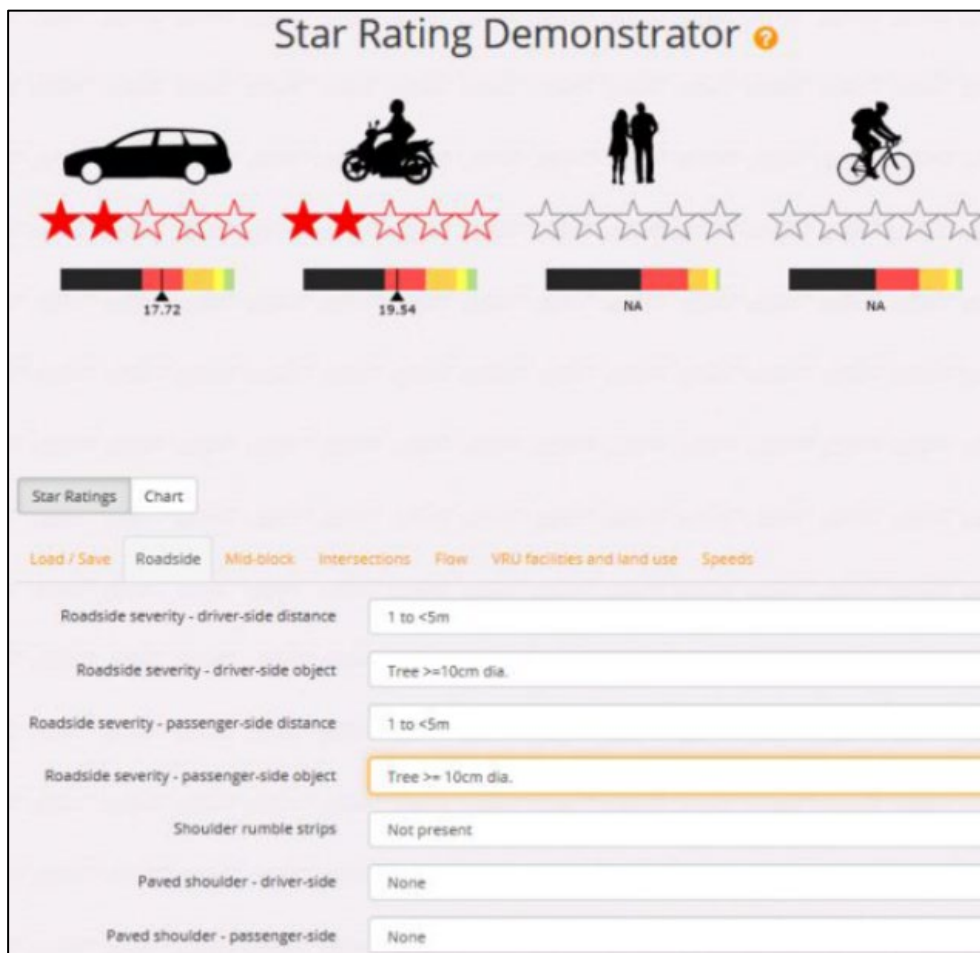 Star Rating Demonstrator ?
17.72 19.54 NA NA
Star Ratings Chart
Load / Save Roadside Mid-block Intersections Flow VRU facilities and land use Speeds
Roadside severity - driver-side distance 1 to <5m
Roadside severity - driver-side object Tree >=10cm dia.
Roadside severity - passenger-side distance 1 to <5m
Roadside severity - passenger-side object Tree >= 10cm dia.
Shoulder rumble strips Not present
Paved shoulder - driver-side None
Paved shoulder - passenger-side None